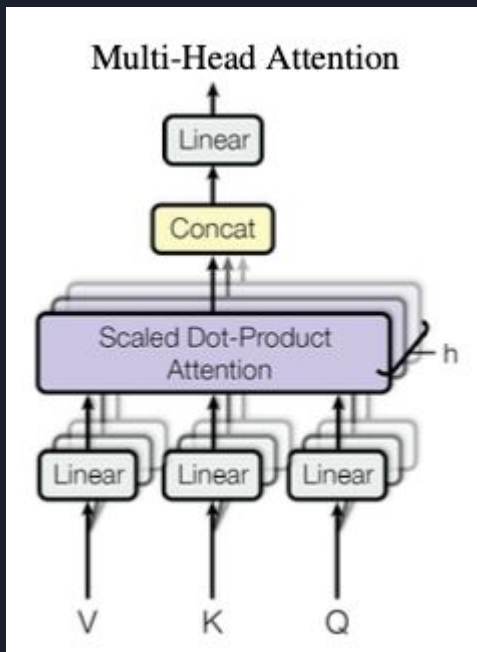 Multi-Head Attention
Linear
Concat
Scaled Dot-Product
Attention
h
Linear
Linear
Linear
V
K
Q